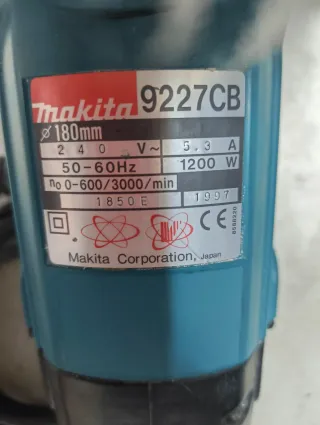 makita 9227CB
ø 180mm
240 V~ 5.3 A
50-60Hz 1200 W
n₀ 0-600/3000/min
1850E 1997
CE
Makita Corporation, Japan